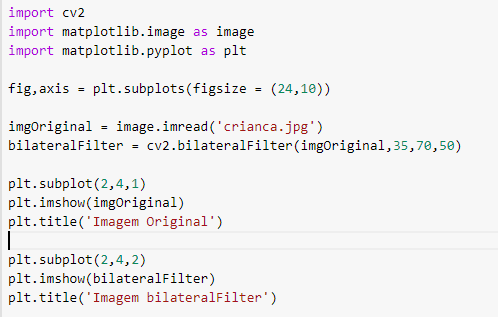 import cv2
import matplotlib.image as image
import matplotlib.pyplot as plt
fig,axis = plt.subplots(figsize = (24,10))
imgOriginal = image.imread('crianca.jpg')
bilateralFilter = cv2.bilateralFilter(imgOriginal,35,70,50)
plt.subplot(2,4,1)
plt.imshow(imgOriginal)
plt.title('Imagem Original')
plt.subplot(2,4,2)
plt.imshow(bilateralFilter)
plt.title('Imagem bilateralFilter')